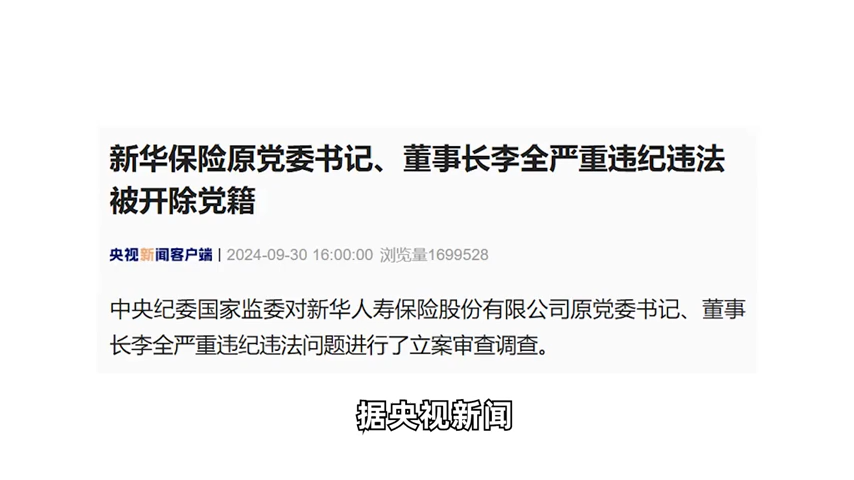 新华保险原党委书记、董事长李全严重违纪违法
被开除党籍
央视新闻客户端 | 2024-09-30 16:00:00 浏览量1699528
中央纪委国家监委对新华人寿保险股份有限公司原党委书记、董事
长李全严重违纪违法问题进行了立案审查调查。
据央视新闻